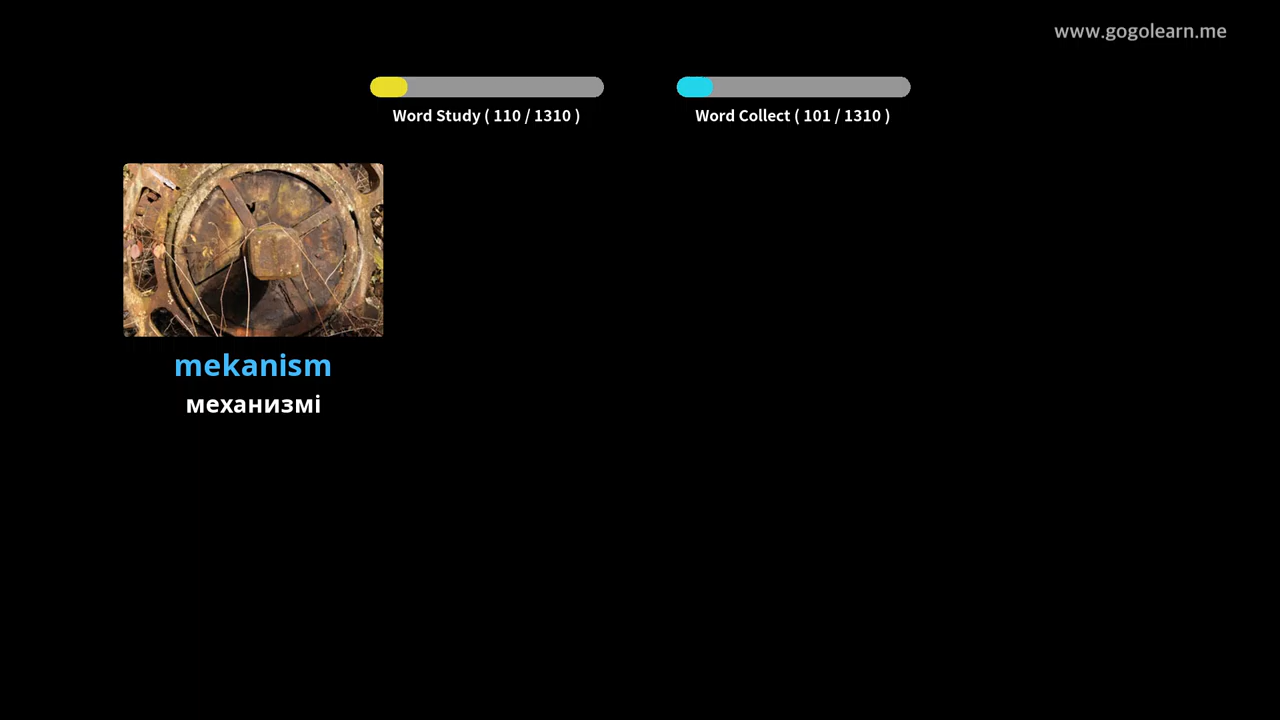 www.gogolearn.me
Word Study ( 110 / 1310 )
Word Collect ( 101 / 1310 )
mekanism
механизмі